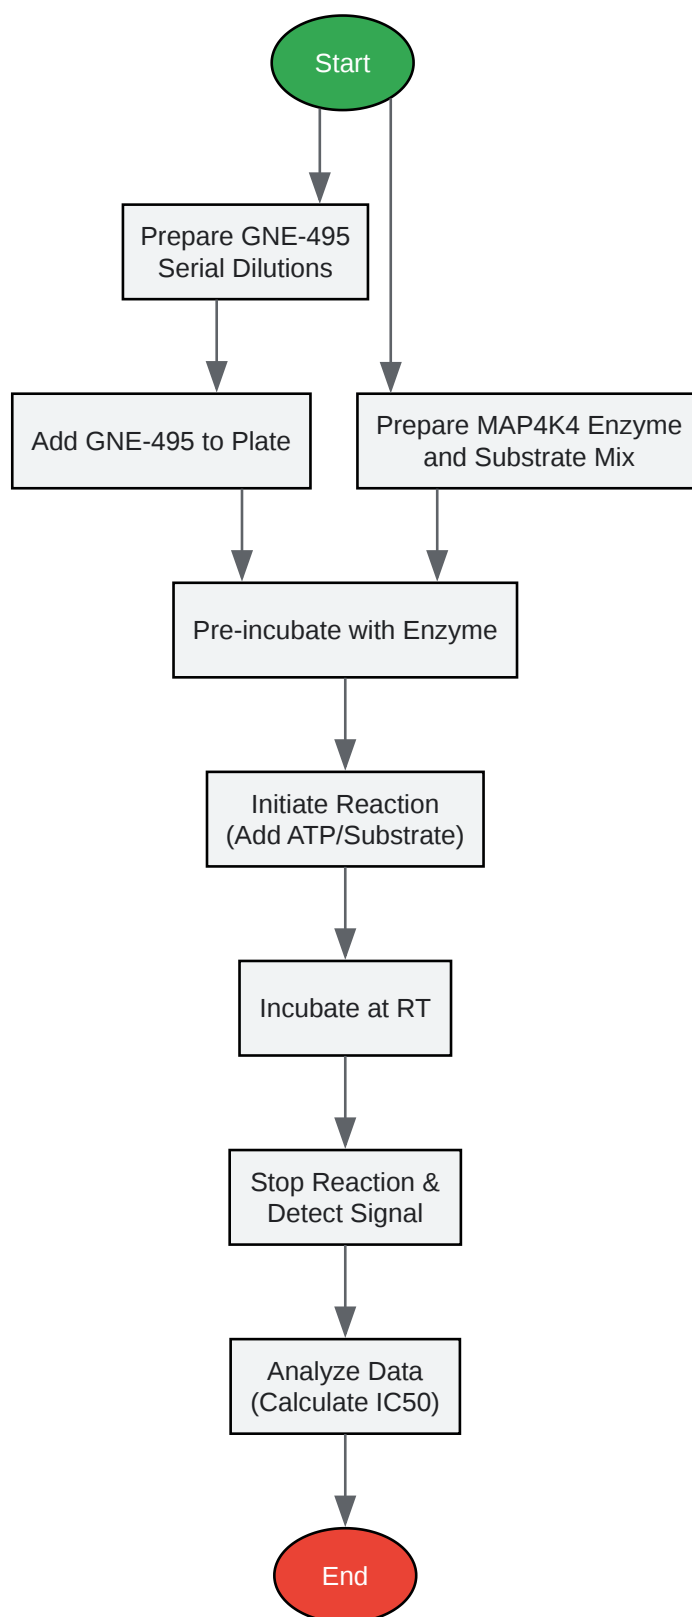 Start
Prepare GNE-495
Serial Dilutions
Add GNE-495 to Plate
Prepare MAP4K4 Enzyme
and Substrate Mix
Pre-incubate with Enzyme
Initiate Reaction
(Add ATP/Substrate)
Incubate at RT
Stop Reaction &
Detect Signal
Analyze Data
(Calculate IC50)
End